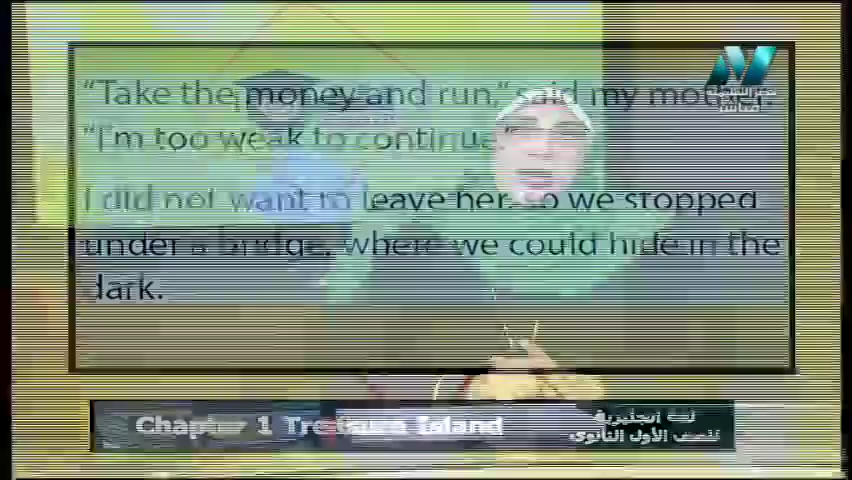 "Take the money and run," said my mother.
"I'm too weak to continue."
I did not want to leave her, so we stopped
under a bridge, where we could hide in the
dark.
Chapter 1 Treasure Island
لغة إنجليزية
للصف الأول الثانوي